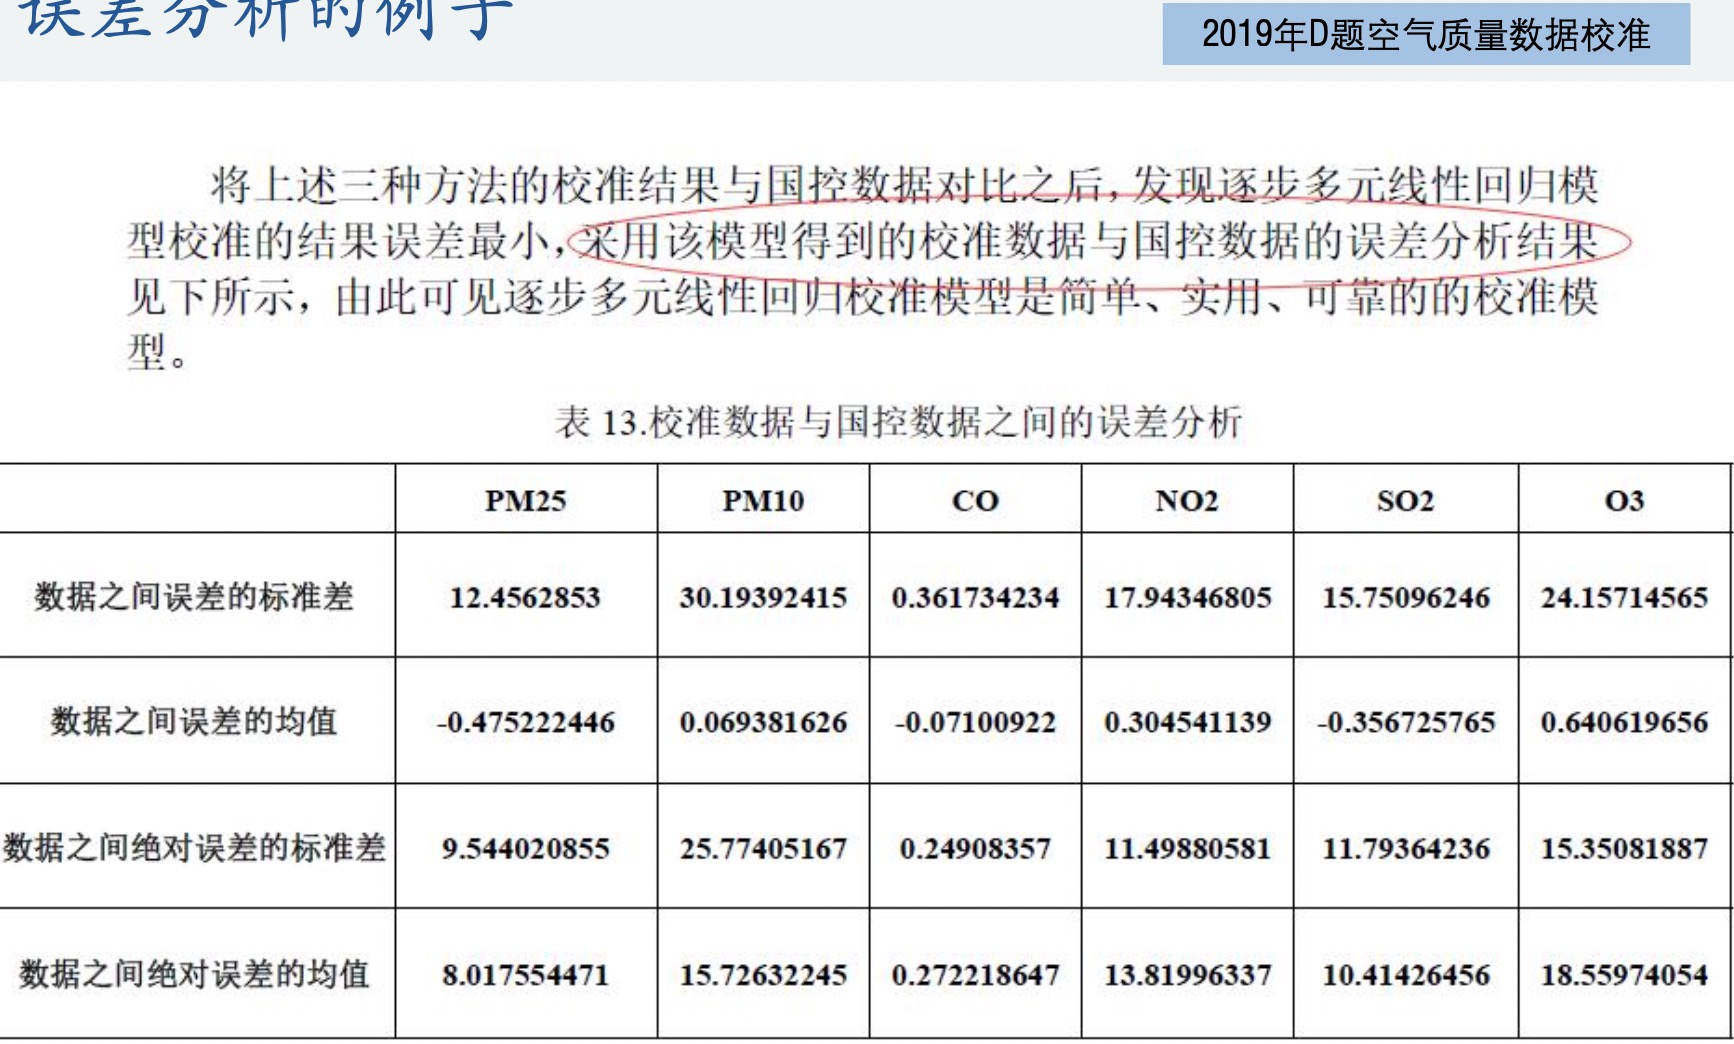 误差分析的例子
2019年D题空气质量数据校准
将上述三种方法的校准结果与国控数据对比之后，发现逐步多元线性回归模
型校准的结果误差最小，采用该模型得到的校准数据与国控数据的误差分析结果
见下所示，由此可见逐步多元线性回归校准模型是简单、实用、可靠的的校准模
型。
表 13.校准数据与国控数据之间的误差分析
PM25 PM10 CO NO2 SO2 O3
数据之间误差的标准差 12.4562853 30.19392415 0.361734234 17.94346805 15.75096246 24.15714565
数据之间误差的均值 -0.475222446 0.069381626 -0.07100922 0.304541139 -0.356725765 0.640619656
数据之间绝对误差的标准差 9.544020855 25.77405167 0.24908357 11.49880581 11.79364236 15.35081887
数据之间绝对误差的均值 8.017554471 15.72632245 0.272218647 13.81996337 10.41426456 18.55974054